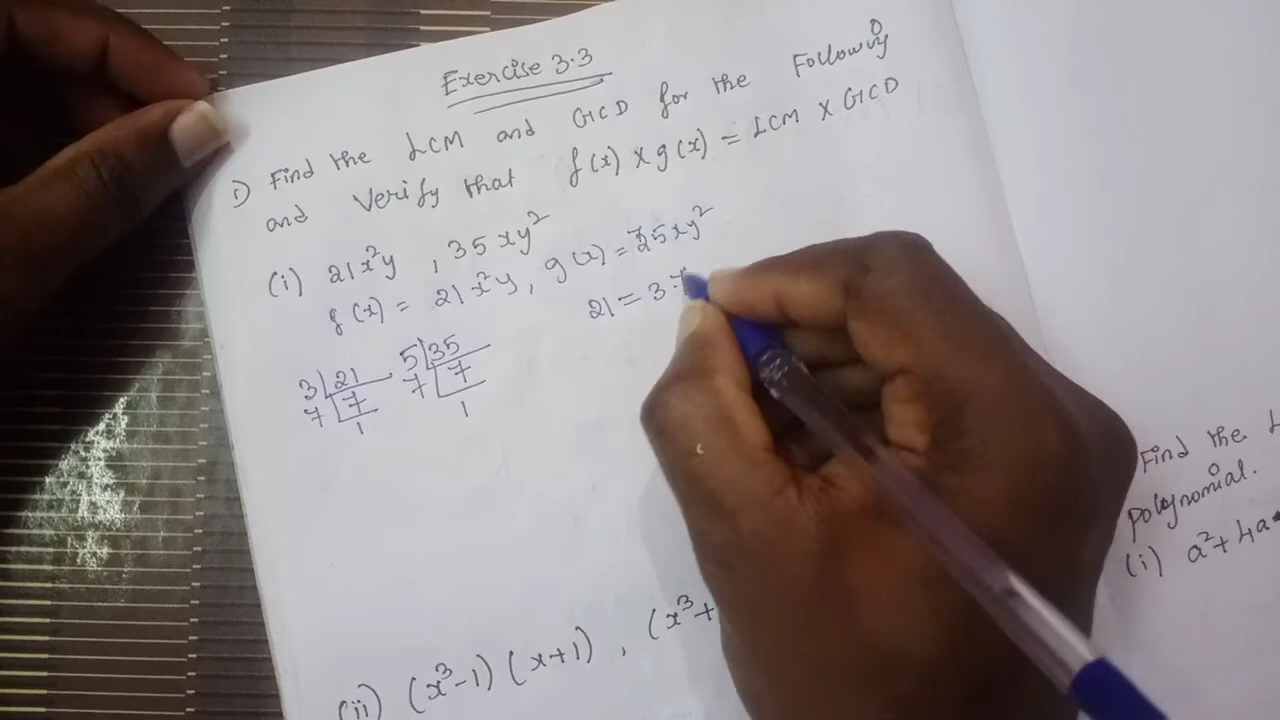 Exercise 3.3
1) Find the LCM and GCD for the Following
and Verify that f(x) x g(x) = LCM x GCD
(i) 21x²y , 35xy²
f(x) = 21x²y, g(x) = 35xy²
21 = 3.7
3|21 5|35
7|7 7|7
1 1
(ii) (x³-1) (x+1) , (x³+
Find the L
polynomial.
(i) a²+4a